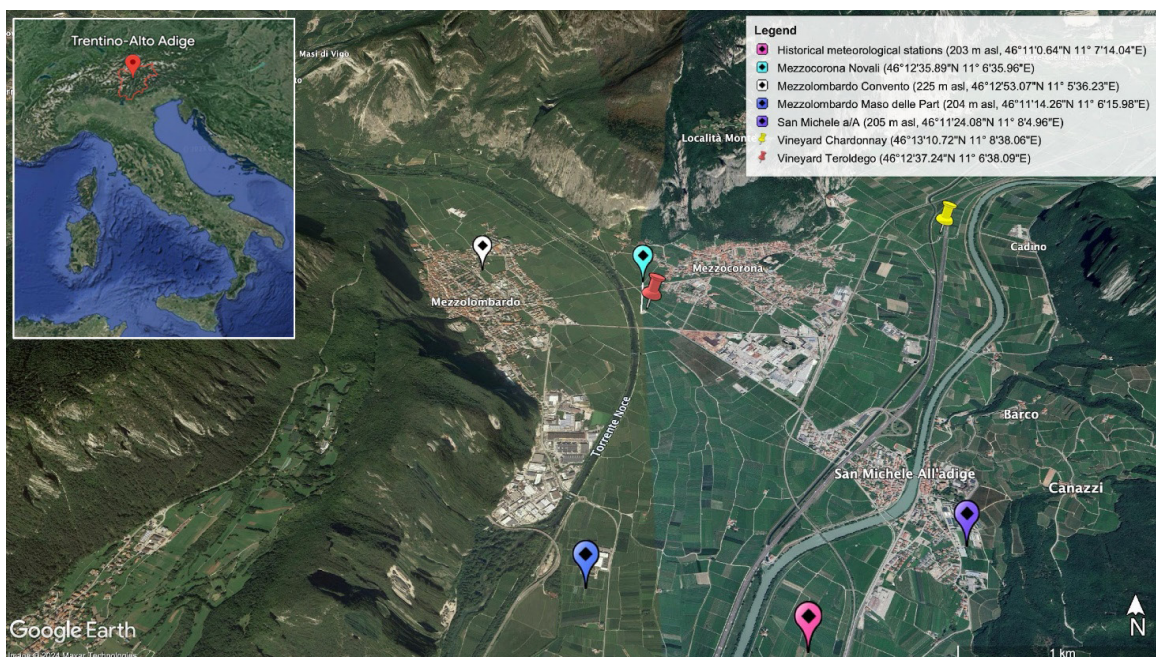 Trentino-Alto Adige
Masi di Vigo
Legend
Historical meteorological stations (203 m asl, 46°11'0.64"N 11° 7'14.04"E)
Mezzocorona Novali (46°12'35.89"N 11° 6'35.96"E)
Mezzolombardo Convento (225 m asl, 46°12'53.07"N 11° 5'36.23"E)
Mezzolombardo Maso delle Part (204 m asl, 46°11'14.26"N 11° 6'15.98"E)
San Michele a/A (205 m asl, 46°11'24.08"N 11° 8'4.96"E)
Vineyard Chardonnay (46°13'10.72"N 11° 8'38.06"E)
Vineyard Teroldego (46°12'37.24"N 11° 6'38.09"E)
Località Monte
Cadino
Mezzocorona
Mezzolombardo
Torrente Noce
Barco
San Michele All'adige
Canazzi
Google Earth
Image © 2024 Maxar Technologies
N
1 km